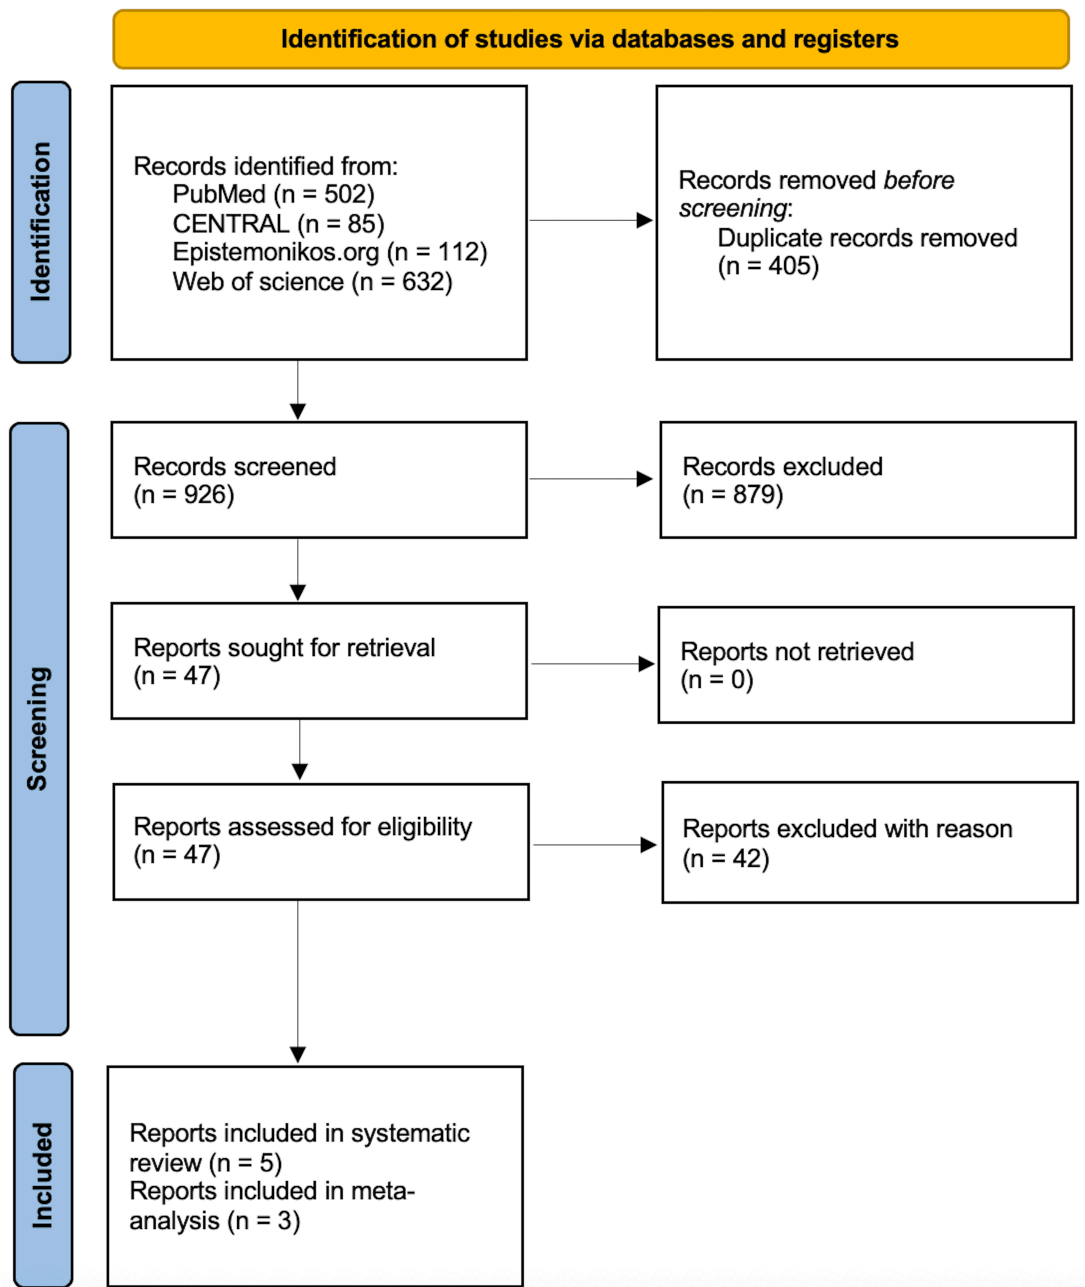 Identification of studies via databases and registers
Identification
Records identified from:
PubMed (n = 502)
CENTRAL (n = 85)
Epistemonikos.org (n = 112)
Web of science (n = 632)
Records removed before
screening:
Duplicate records removed
(n = 405)
Screening
Records screened
(n = 926)
Records excluded
(n = 879)
Reports sought for retrieval
(n = 47)
Reports not retrieved
(n = 0)
Reports assessed for eligibility
(n = 47)
Reports excluded with reason
(n = 42)
Included
Reports included in systematic
review (n = 5)
Reports included in meta-
analysis (n = 3)